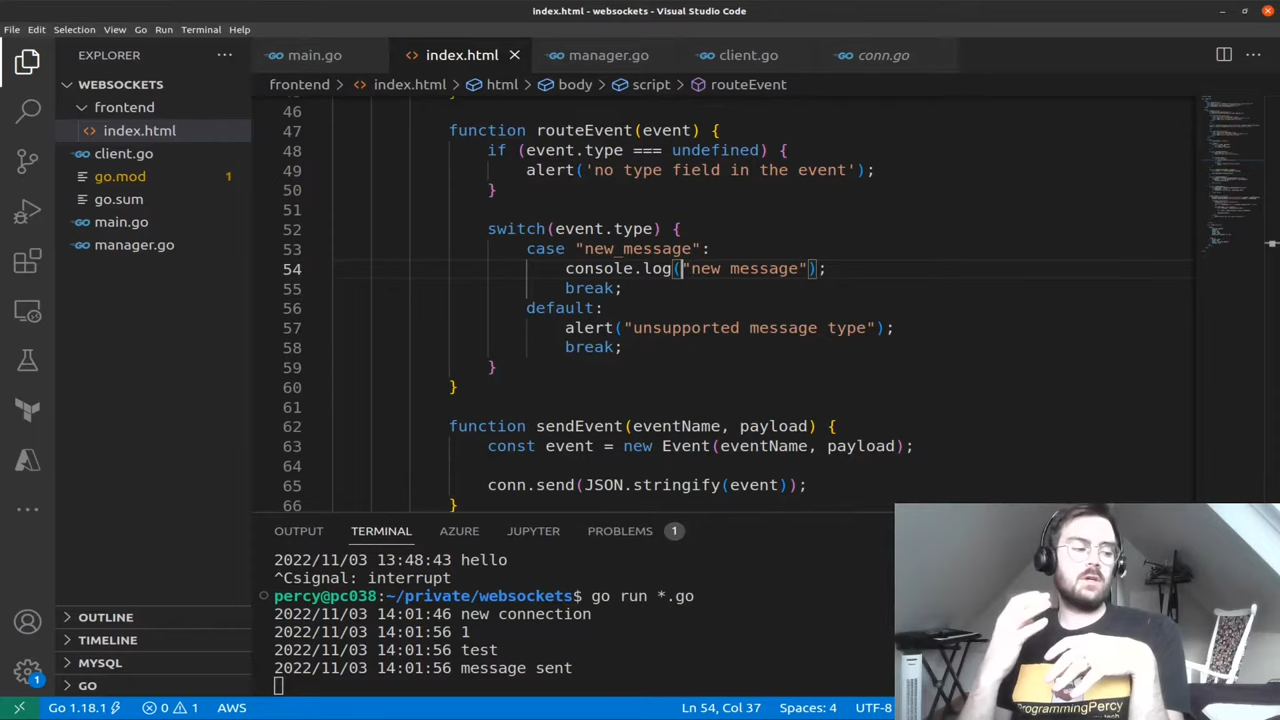 index.html - websockets - Visual Studio Code
File Edit Selection View Go Run Terminal Help
EXPLORER
WEBSOCKETS
frontend
index.html
client.go
go.mod 1
go.sum
main.go
manager.go
OUTLINE
TIMELINE
MYSQL
GO
main.go index.html manager.go client.go conn.go
frontend > index.html > html > body > script > routeEvent
46
47 function routeEvent(event) {
48 if (event.type === undefined) {
49 alert('no type field in the event');
50 }
51
52 switch(event.type) {
53 case "new_message":
54 console.log("new message");
55 break;
56 default:
57 alert("unsupported message type");
58 break;
59 }
60 }
61
62 function sendEvent(eventName, payload) {
63 const event = new Event(eventName, payload);
64
65 conn.send(JSON.stringify(event));
66 }
OUTPUT TERMINAL AZURE JUPYTER PROBLEMS 1
2022/11/03 13:48:43 hello
^Csignal: interrupt
percy@pc038:~/private/websockets$ go run *.go
2022/11/03 14:01:46 new connection
2022/11/03 14:01:56 1
2022/11/03 14:01:56 test
2022/11/03 14:01:56 message sent
ProgrammingPercy
1
Go 1.18.1 0 1 AWS Ln 54, Col 37 Spaces: 4 UTF-8